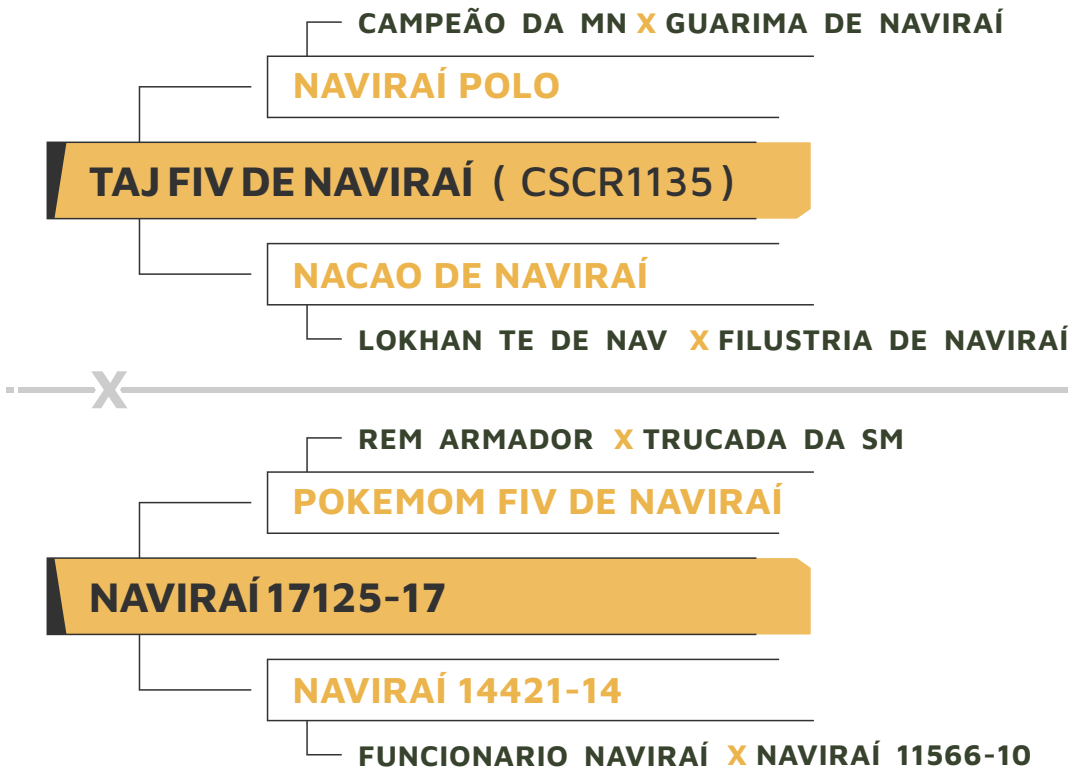 CAMPEÃO DA MN X GUARIMA DE NAVIRAÍ
NAVIRAÍ POLO
TAJ FIV DE NAVIRAÍ ( CSCR1135 )
NACAO DE NAVIRAÍ
LOKHAN TE DE NAV X FILUSTRIA DE NAVIRAÍ
X
REM ARMADOR X TRUCADA DA SM
POKEMOM FIV DE NAVIRAÍ
NAVIRAÍ 17125-17
NAVIRAÍ 14421-14
FUNCIONARIO NAVIRAÍ X NAVIRAÍ 11566-10